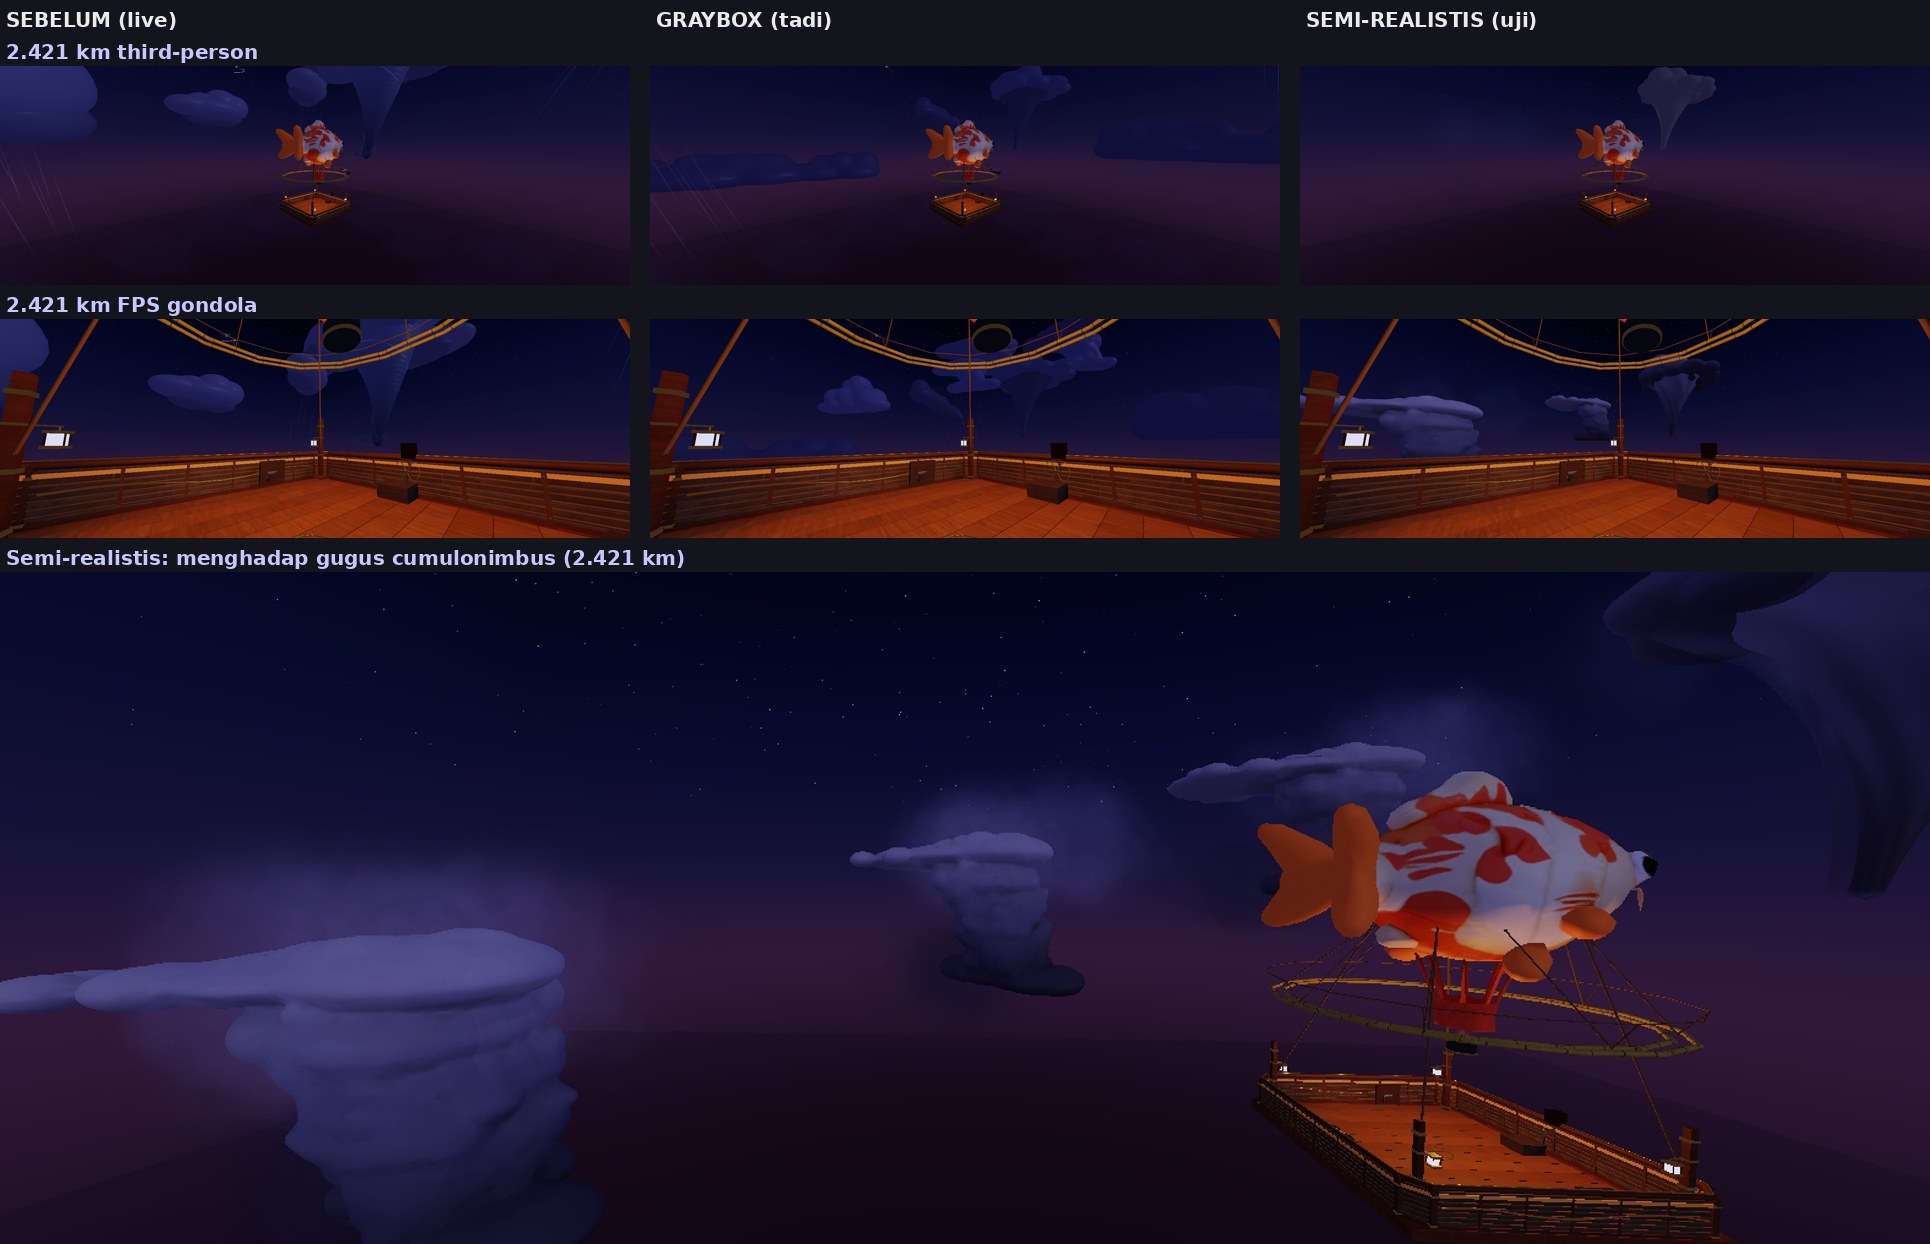 SEBELUM (live)
GRAYBOX (tadi)
SEMI-REALISTIS (uji)
2.421 km third-person
2.421 km FPS gondola
Semi-realistis: menghadap gugus cumulonimbus (2.421 km)